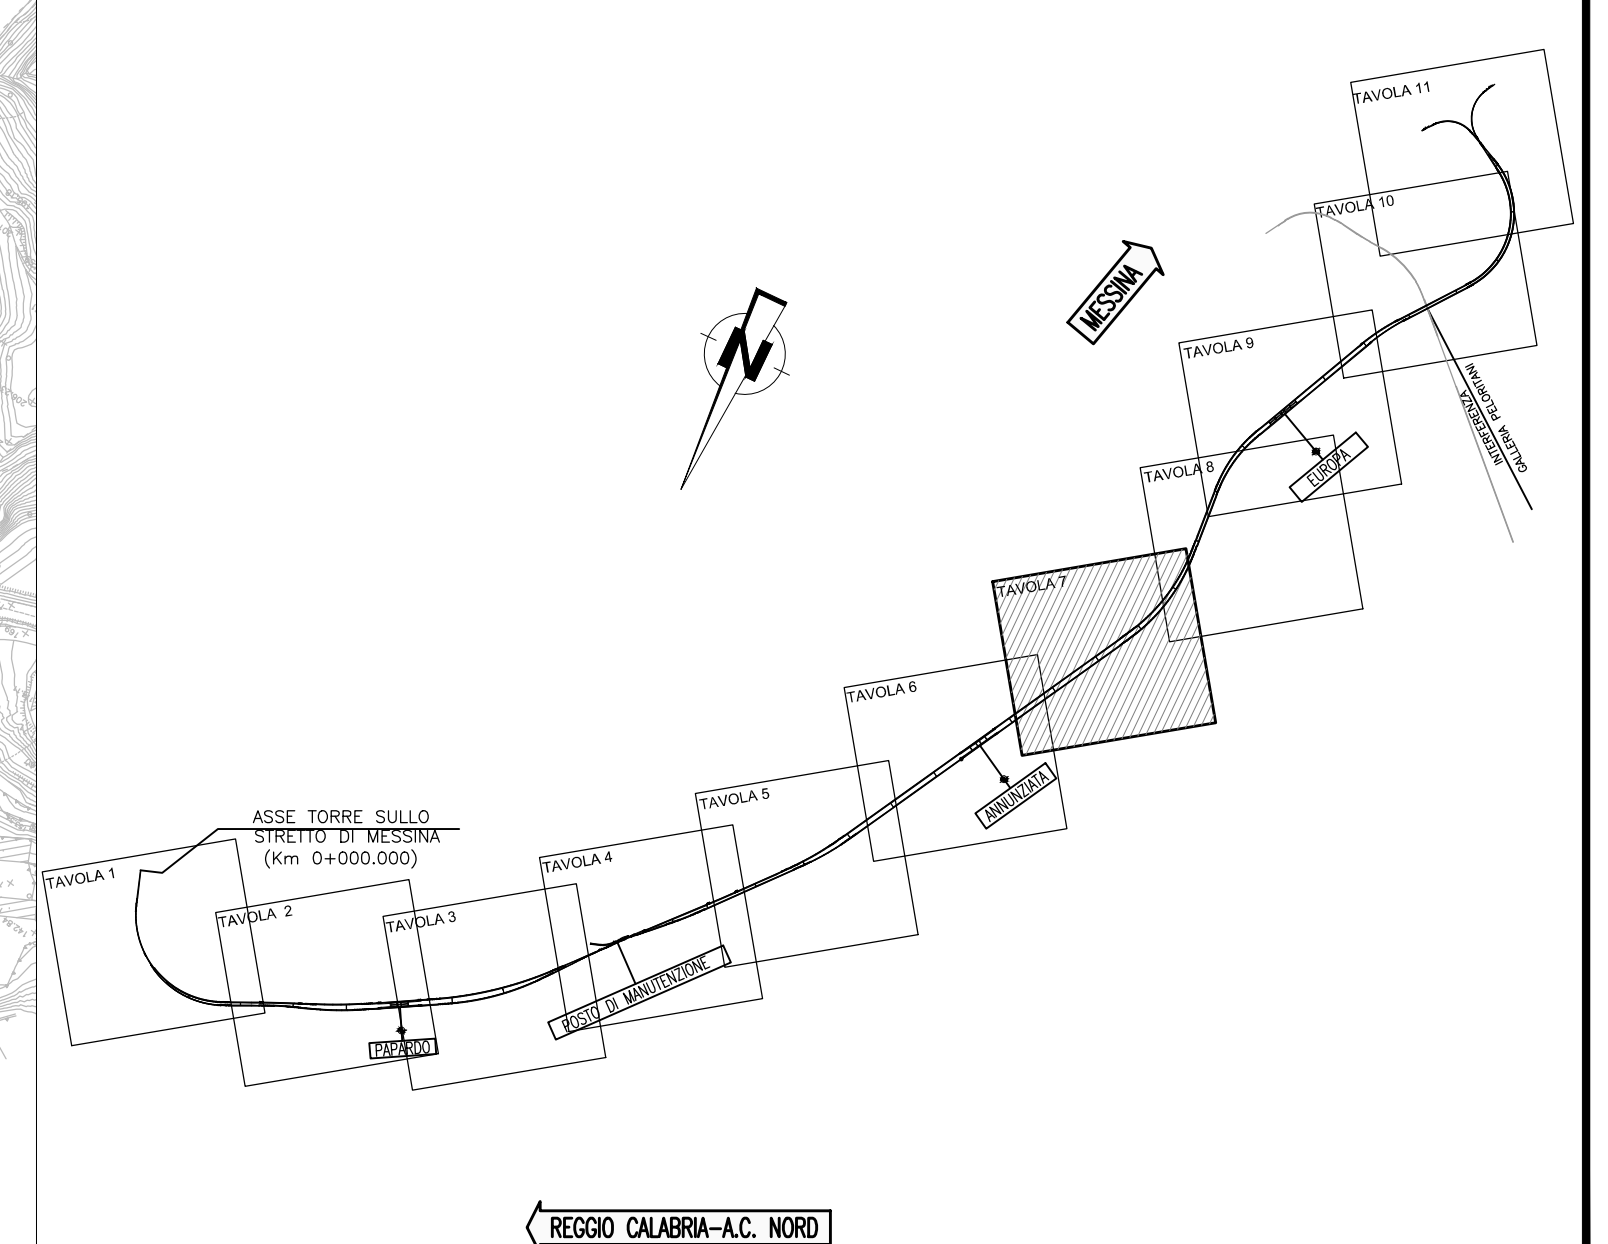 TAVOLA 11
TAVOLA 10
MESSINA
N
TAVOLA 9
INTERFERENZA
GALLERIA PELORITANI
EUROPA
TAVOLA 8
TAVOLA 7
TAVOLA 6
ANNUNZIATA
TAVOLA 5
ASSE TORRE SULLO
STRETTO DI MESSINA
(Km 0+000.000)
TAVOLA 4
TAVOLA 1
TAVOLA 2
TAVOLA 3
POSTO DI MANUTENZIONE
PAPARDO
REGGIO CALABRIA-A.C. NORD
142.84